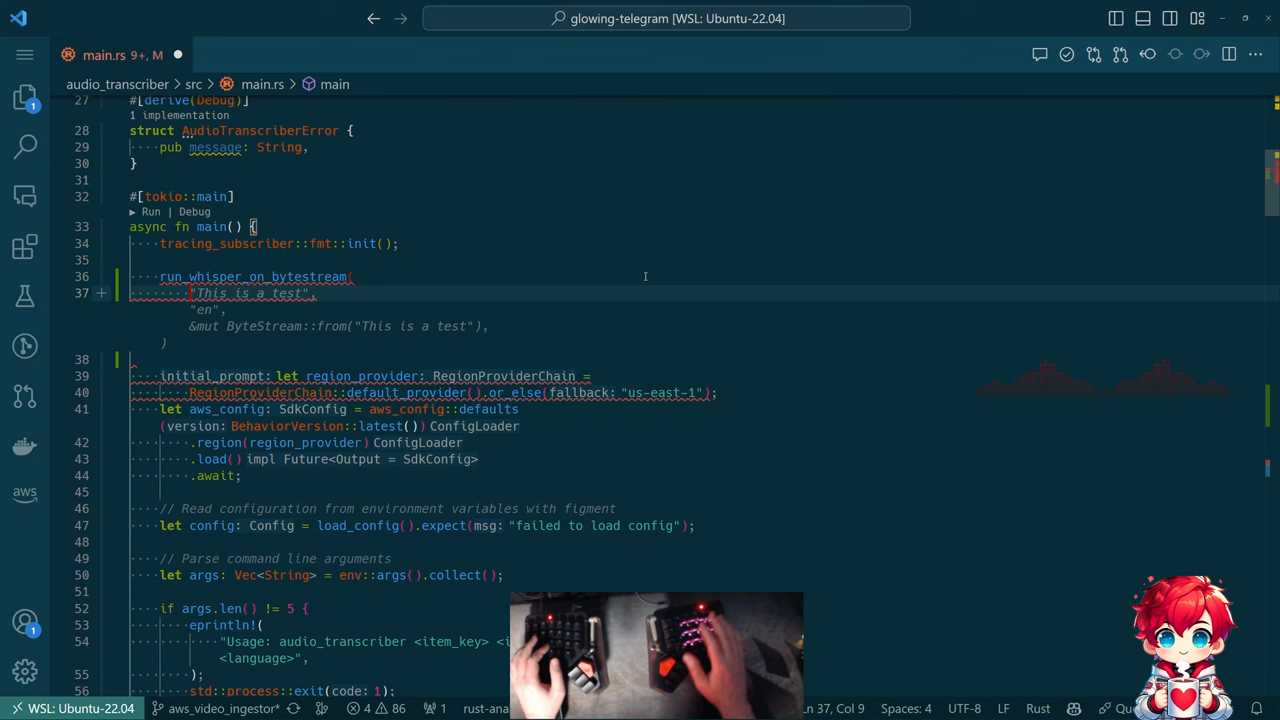 glowing-telegram [WSL: Ubuntu-22.04]
main.rs 9+, M
audio_transcriber > src > main.rs > main
27 #[derive(Debug)]
1 implementation
28 struct AudioTranscriberError {
29 pub message: String,
30 }
31
32 #[tokio::main]
▶ Run | Debug
33 async fn main() {
34 tracing_subscriber::fmt::init();
35
36 run_whisper_on_bytestream(
37 "This is a test",
"en",
&mut ByteStream::from("This is a test"),
)
38
39 initial_prompt: let region_provider: RegionProviderChain =
40 RegionProviderChain::default_provider().or_else(fallback: "us-east-1");
41 let aws_config: SdkConfig = aws_config::defaults
(version: BehaviorVersion::latest()) ConfigLoader
42 .region(region_provider) ConfigLoader
43 .load() impl Future<Output = SdkConfig>
44 .await;
45
46 // Read configuration from environment variables with figment
47 let config: Config = load_config().expect(msg: "failed to load config");
48
49 // Parse command line arguments
50 let args: Vec<String> = env::args().collect();
51
52 if args.len() != 5 {
53 eprintln!(
54 "Usage: audio_transcriber <item_key>
<language>",
55 );
56 std::process::exit(code: 1);
1
1
aws
WSL: Ubuntu-22.04 aws_video_ingestor* 4 86 1 rust-an Ln 37, Col 9 Spaces: 4 UTF-8 LF Rust